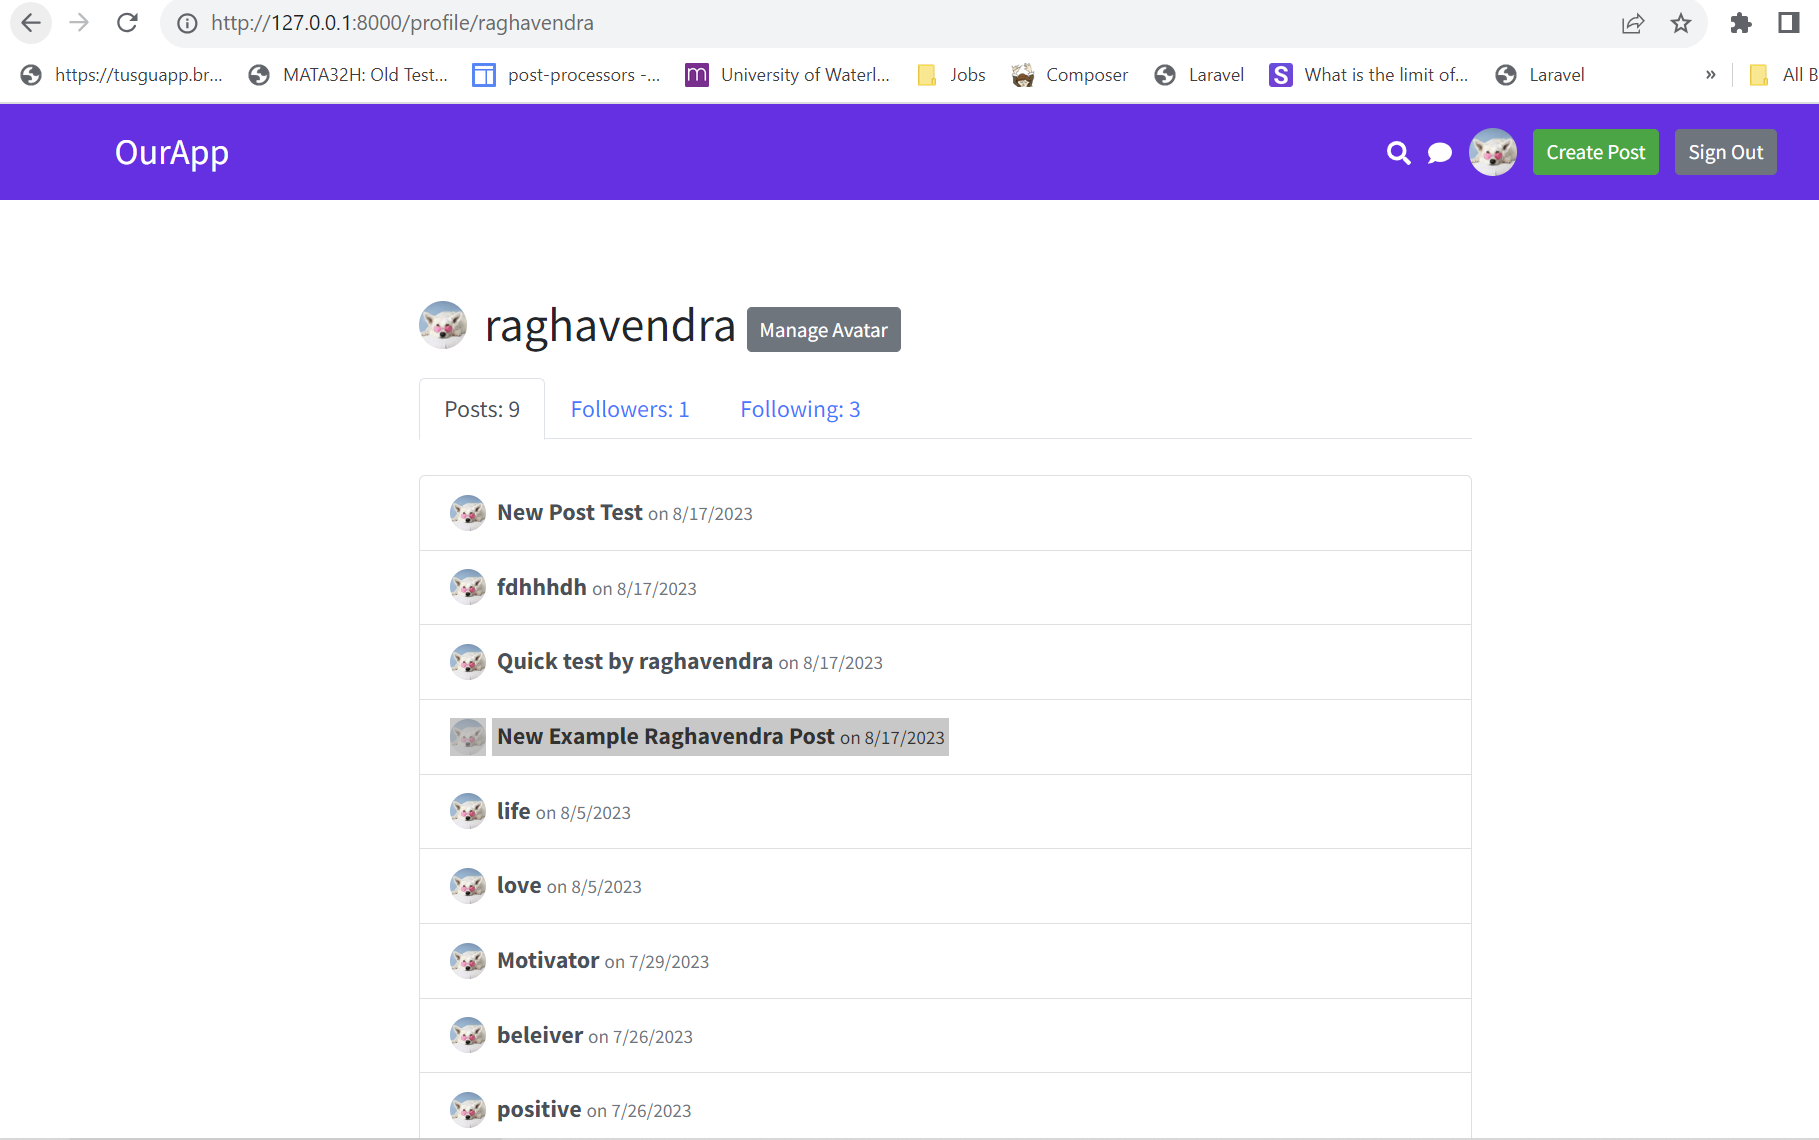 http://127.0.0.1:8000/profile/raghavendra
https://tusguapp.br... MATA32H: Old Test... post-processors -... University of Waterl... Jobs Composer Laravel What is the limit of... Laravel » All B
OurApp Create Post Sign Out
raghavendra Manage Avatar
Posts: 9 Followers: 1 Following: 3
New Post Test on 8/17/2023
fdhhhdh on 8/17/2023
Quick test by raghavendra on 8/17/2023
New Example Raghavendra Post on 8/17/2023
life on 8/5/2023
love on 8/5/2023
Motivator on 7/29/2023
beleiver on 7/26/2023
positive on 7/26/2023